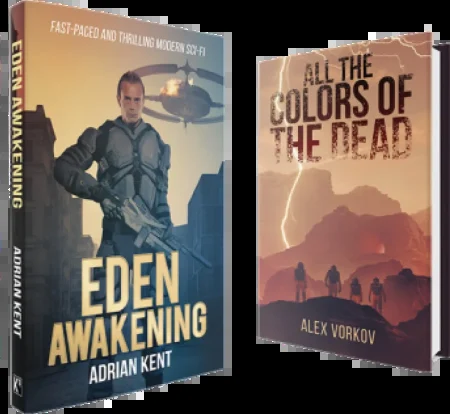 EDEN AWAKENING
ADRIAN KENT
FAST-PACED AND THRILLING MODERN SCI-FI
EDEN
AWAKENING
ADRIAN KENT
ALL THE
COLORS OF
THE DEAD
ALEX VORKOV